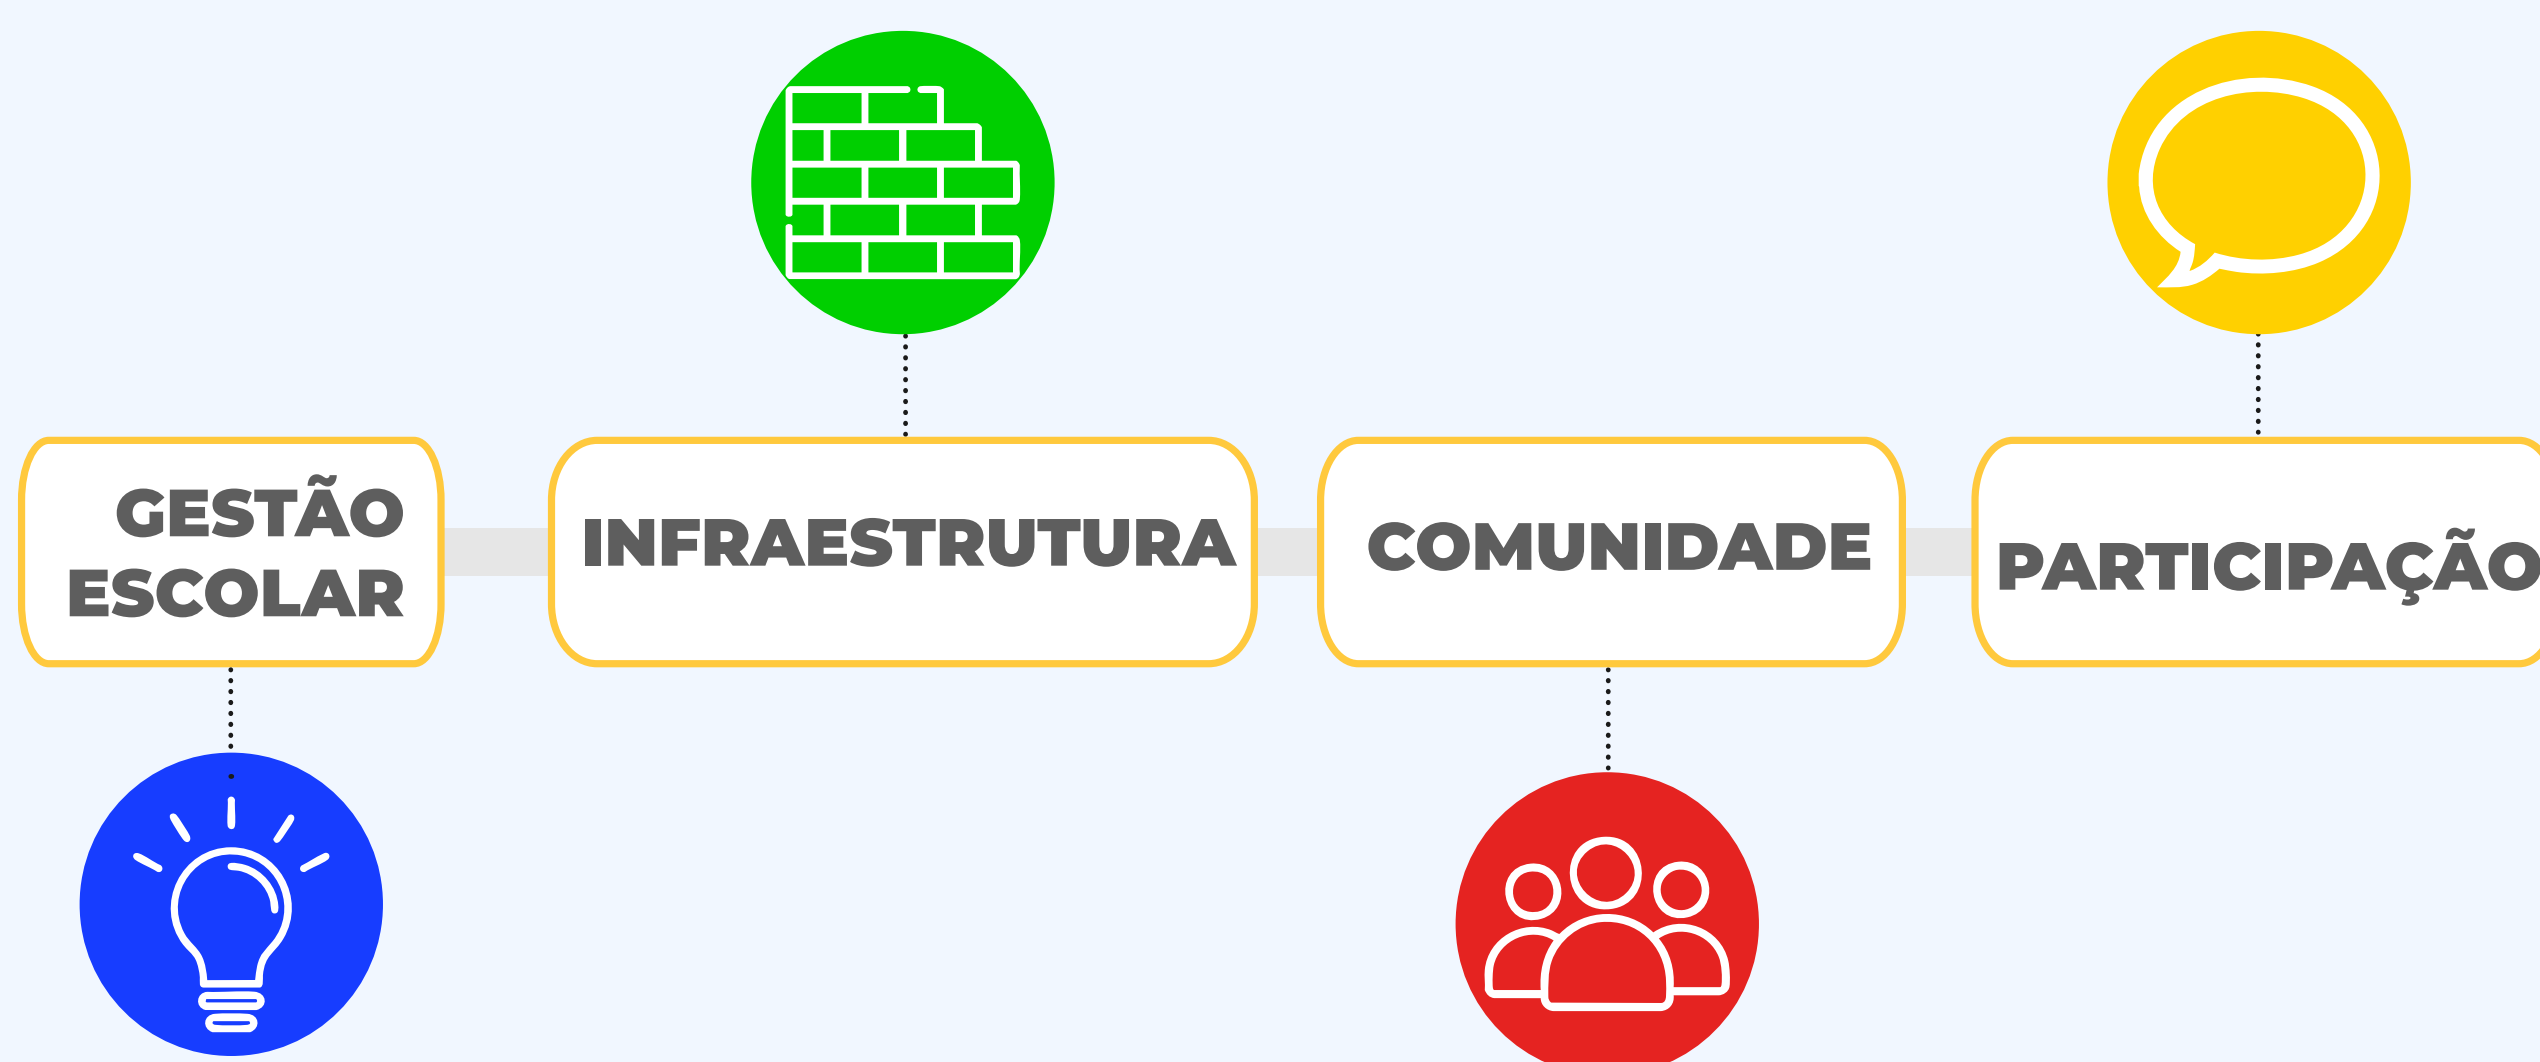 GESTÃO
ESCOLAR
INFRAESTRUTURA
COMUNIDADE
PARTICIPAÇÃO